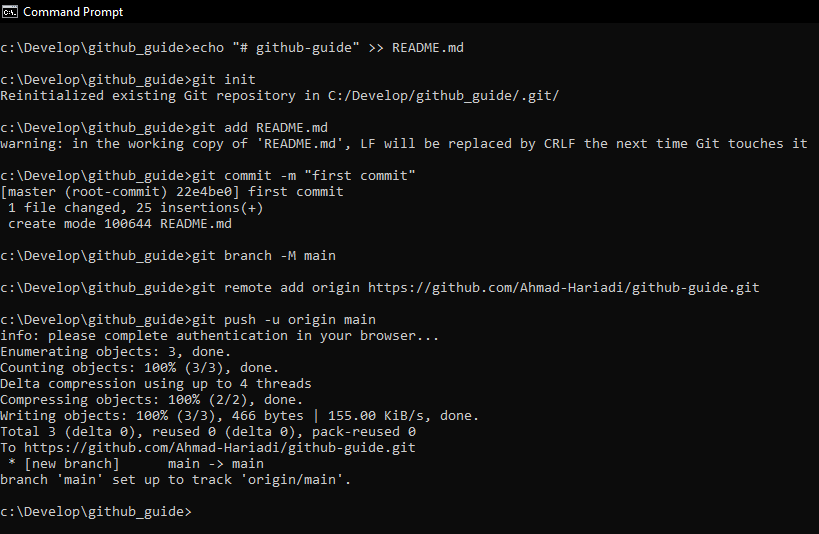 Command Prompt
c:\Develop\github_guide>echo "# github-guide" >> README.md
c:\Develop\github_guide>git init
Reinitialized existing Git repository in C:/Develop/github_guide/.git/
c:\Develop\github_guide>git add README.md
warning: in the working copy of 'README.md', LF will be replaced by CRLF the next time Git touches it
c:\Develop\github_guide>git commit -m "first commit"
[master (root-commit) 22e4be0] first commit
 1 file changed, 25 insertions(+)
 create mode 100644 README.md
c:\Develop\github_guide>git branch -M main
c:\Develop\github_guide>git remote add origin https://github.com/Ahmad-Hariadi/github-guide.git
c:\Develop\github_guide>git push -u origin main
info: please complete authentication in your browser...
Enumerating objects: 3, done.
Counting objects: 100% (3/3), done.
Delta compression using up to 4 threads
Compressing objects: 100% (2/2), done.
Writing objects: 100% (3/3), 466 bytes | 155.00 KiB/s, done.
Total 3 (delta 0), reused 0 (delta 0), pack-reused 0
To https://github.com/Ahmad-Hariadi/github-guide.git
 * [new branch]      main -> main
branch 'main' set up to track 'origin/main'.
c:\Develop\github_guide>